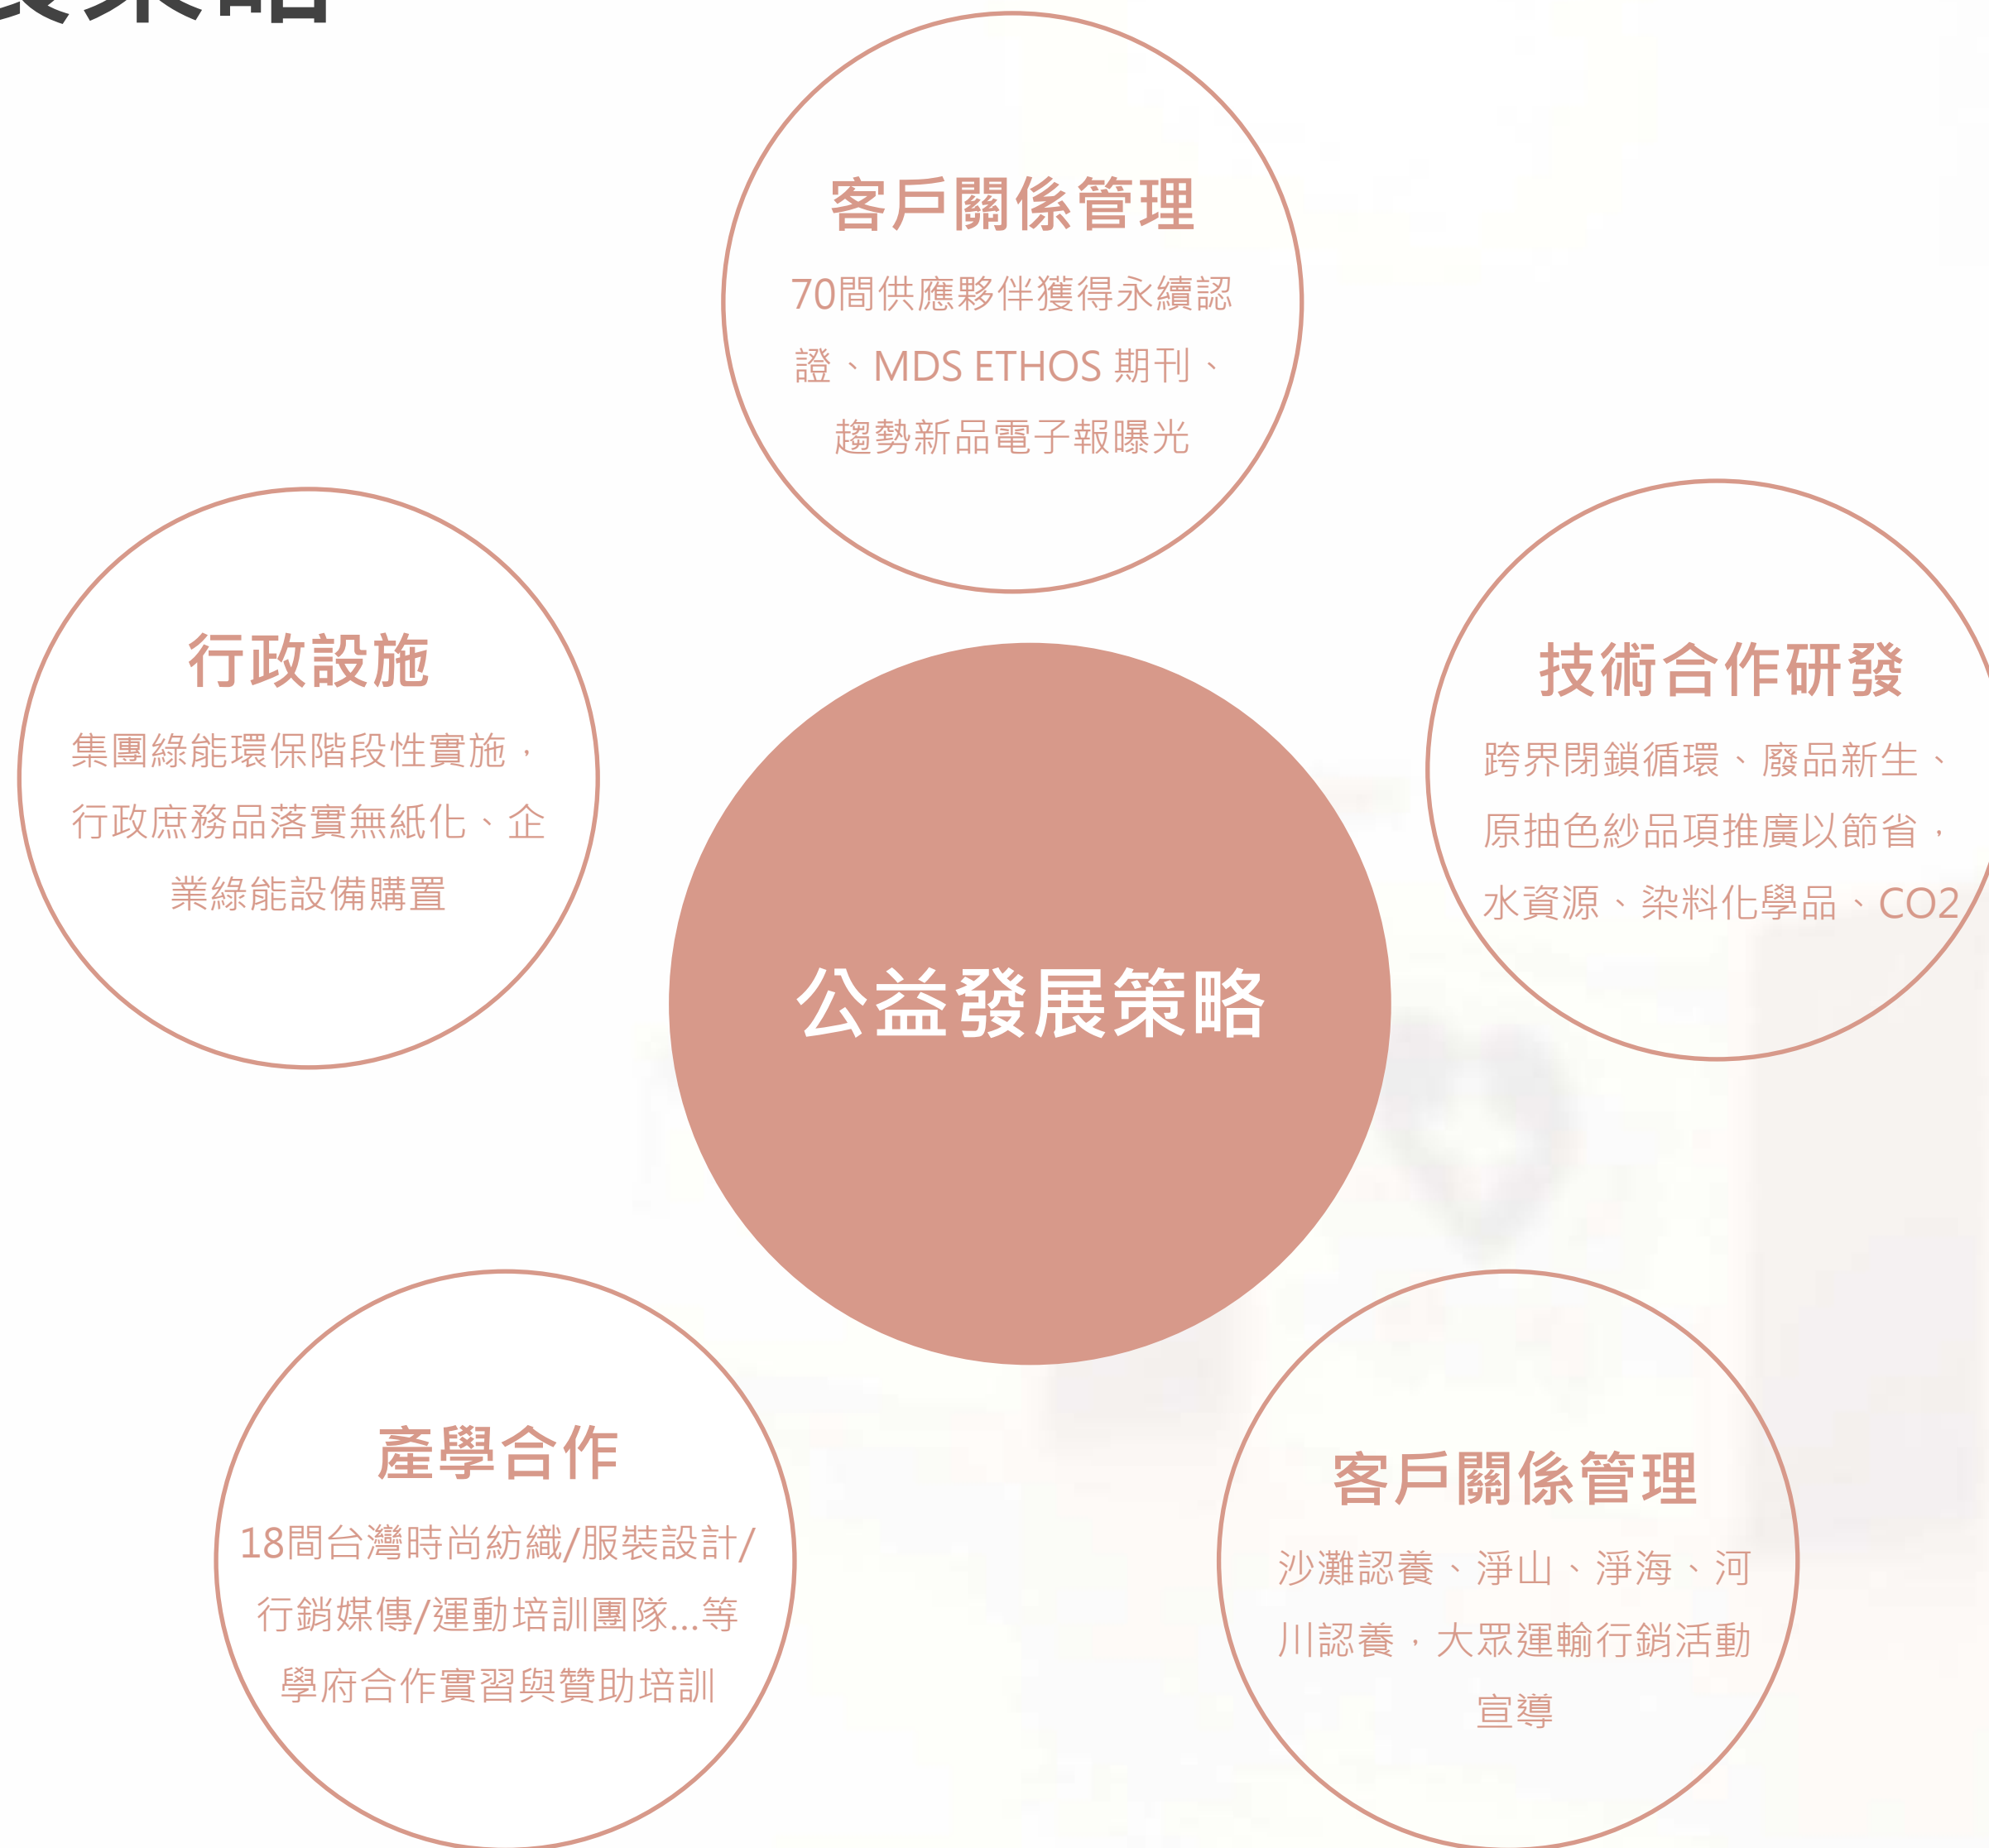 策略
客戶關係管理
70間供應夥伴獲得永續認
證、MDS ETHOS 期刊、
趨勢新品電子報曝光
行政設施
集團綠能環保階段性實施，
行政庶務品落實無紙化、企
業綠能設備購置
技術合作研發
跨界閉鎖循環、廢品新生、
原抽色紗品項推廣以節省，
水資源、染料化學品、CO2
公益發展策略
產學合作
18間台灣時尚紡織/服裝設計/
行銷媒傳/運動培訓團隊...等
學府合作實習與贊助培訓
客戶關係管理
沙灘認養、淨山、淨海、河
川認養，大眾運輸行銷活動
宣導